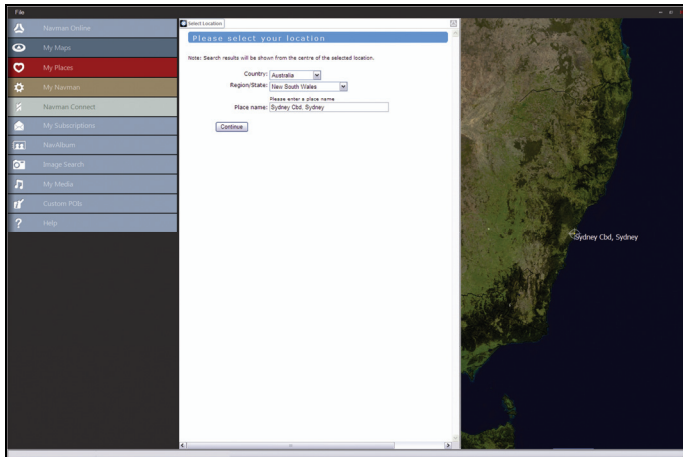 File
Navman Online
My Maps
My Places
My Navman
Navman Connect
My Subscriptions
NavAlbum
Image Search
My Media
Custom POIs
Help
Select Location
Please select your location
Note: Search results will be shown from the centre of the selected location.
Country: Australia
Region/State: New South Wales
Please enter a place name
Place name: Sydney Cbd, Sydney
Continue
Sydney Cbd, Sydney